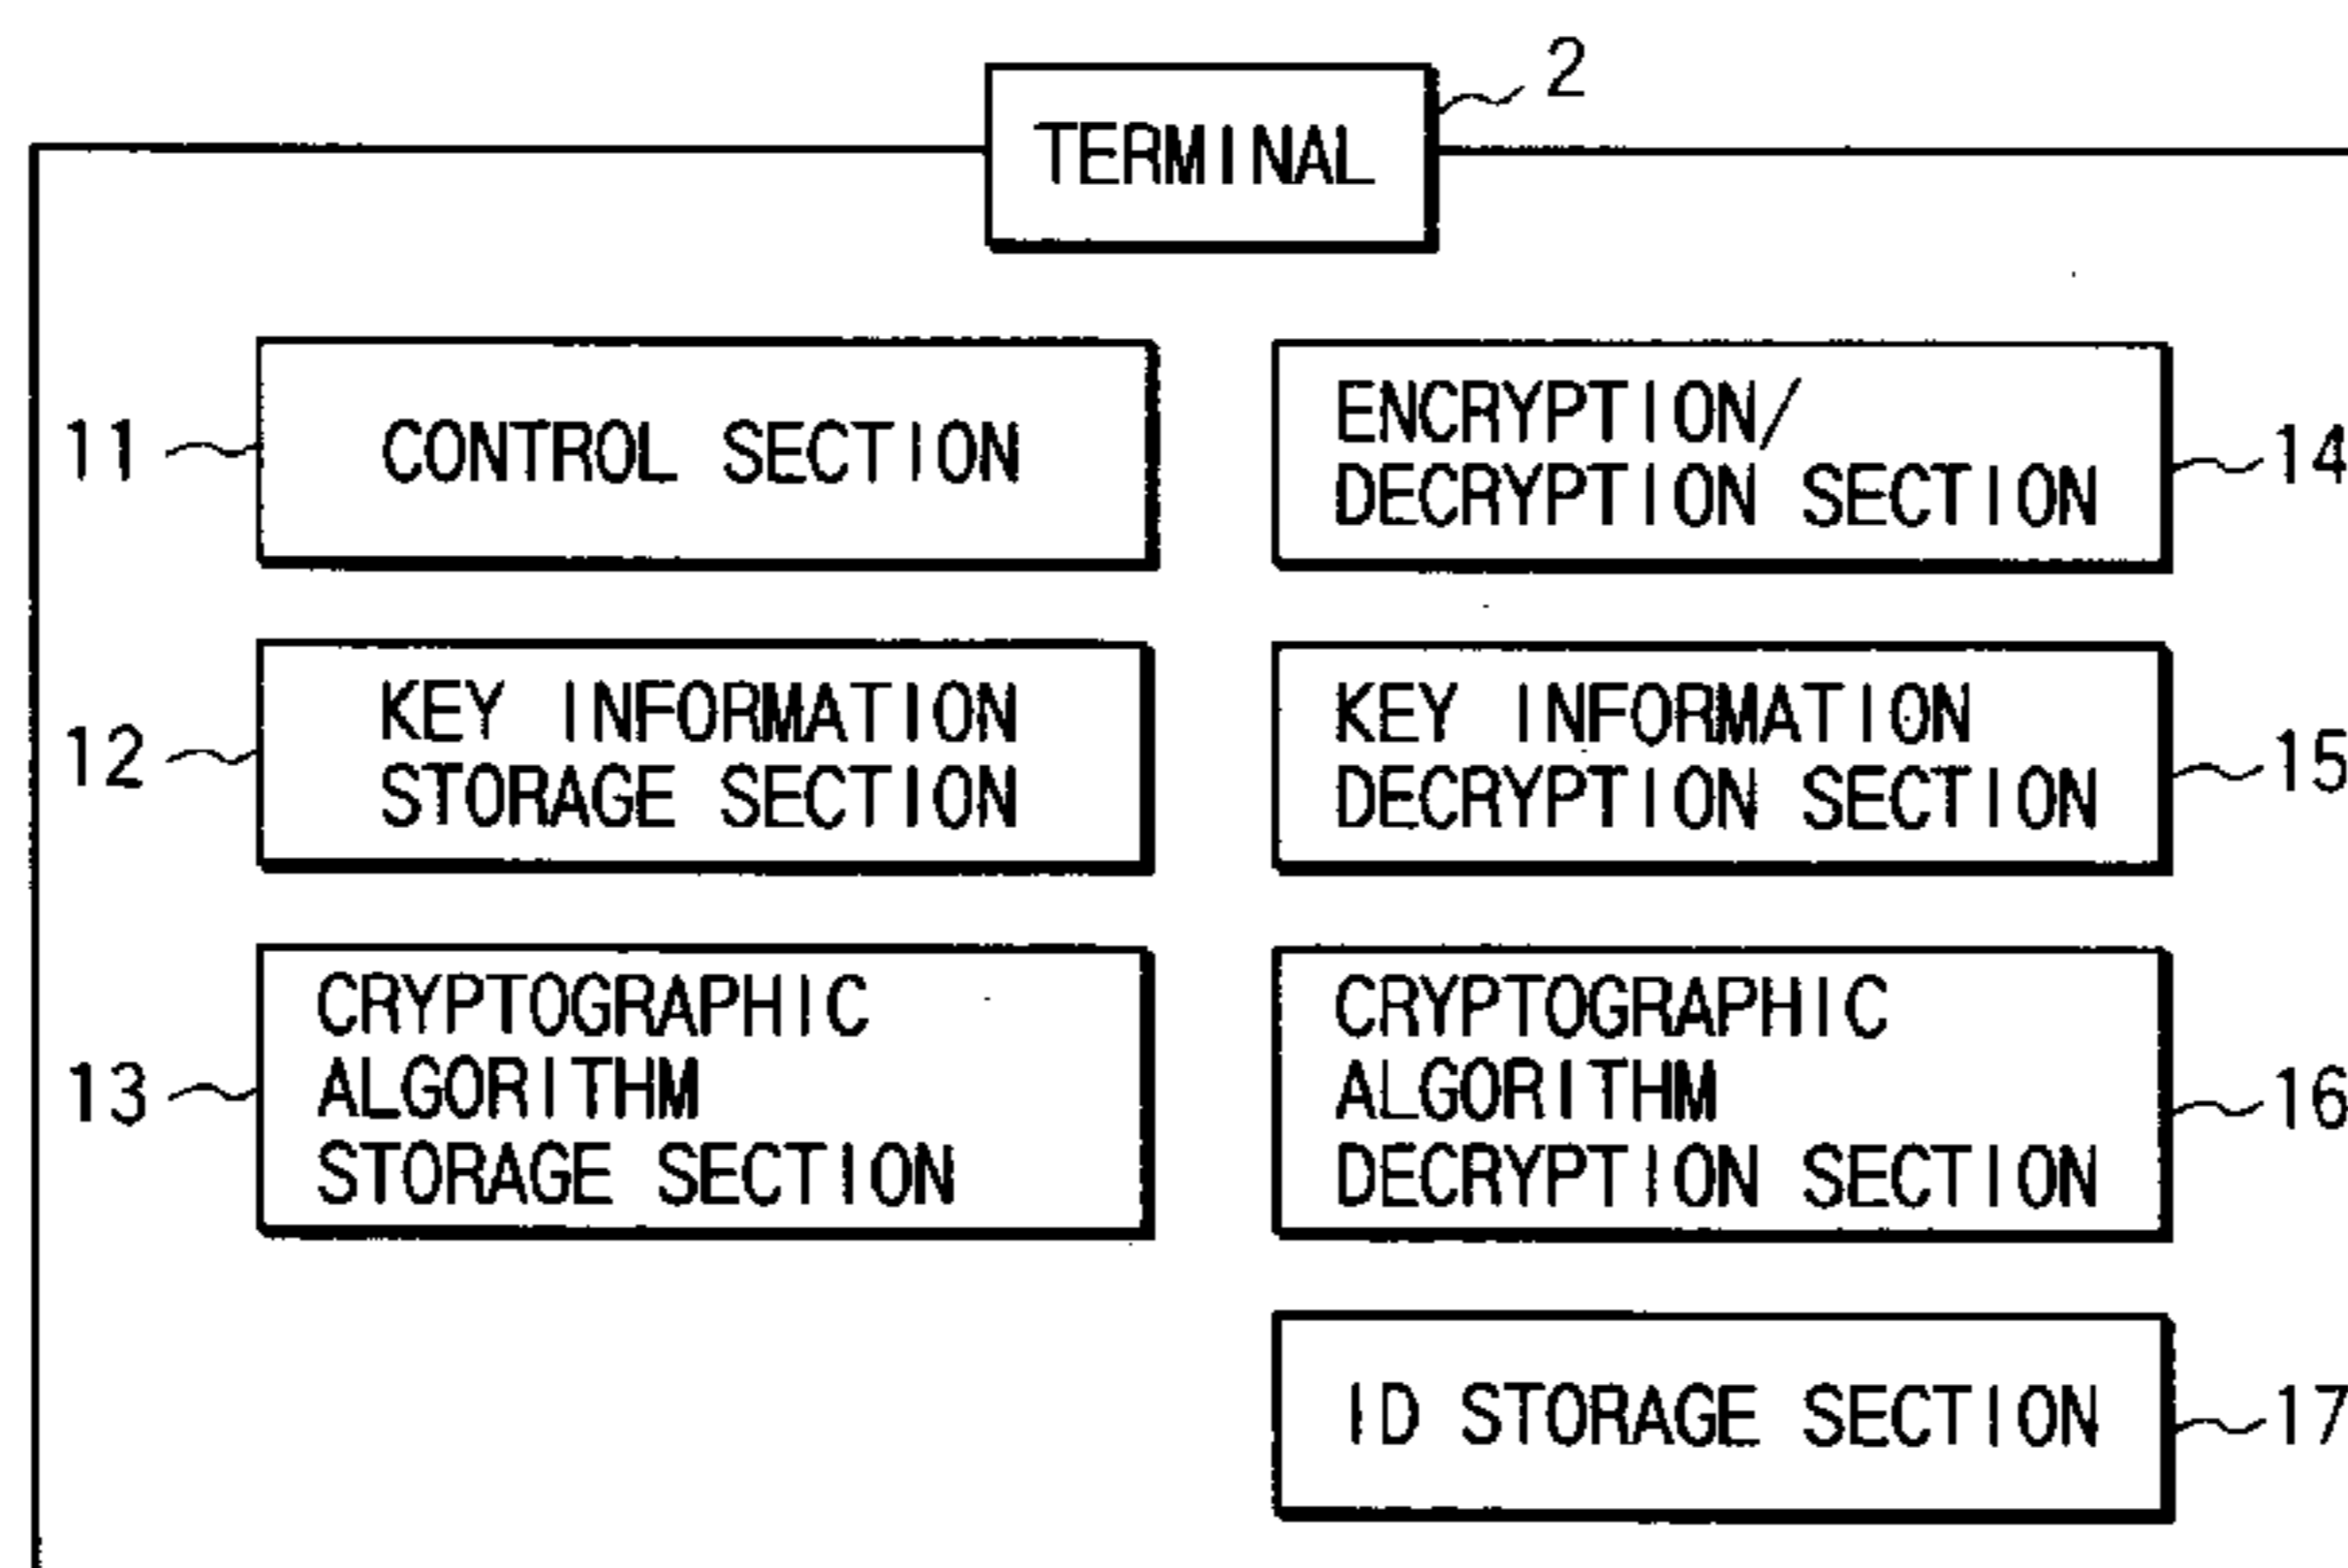 2
TERMINAL
11
CONTROL SECTION
ENCRYPTION/
DECRYPTION SECTION
14
12
KEY INFORMATION
STORAGE SECTION
KEY INFORMATION
DECRYPTION SECTION
15
13
CRYPTOGRAPHIC
ALGORITHM
STORAGE SECTION
CRYPTOGRAPHIC
ALGORITHM
DECRYPTION SECTION
16
ID STORAGE SECTION
17